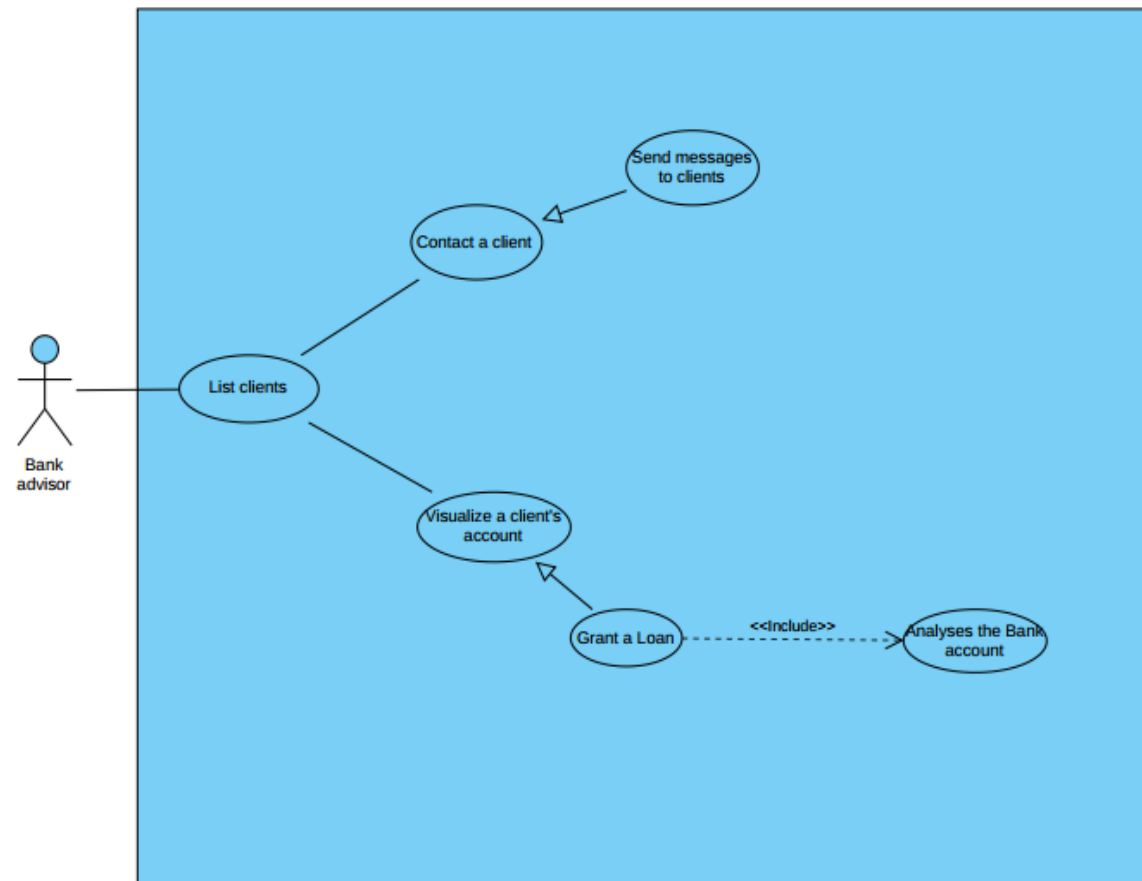 Send messages
to clients
Contact a client
List clients
Bank
advisor
Visualize a client's
account
Grant a Loan
<<Include>>
Analyses the Bank
account